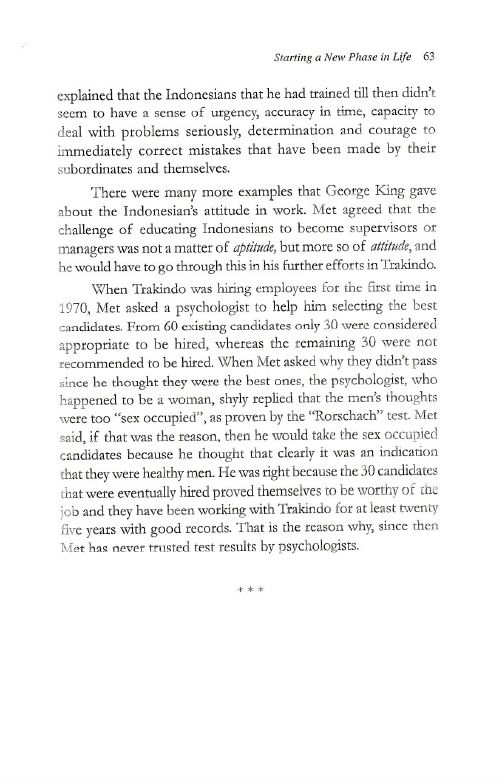 Starting a New Phase in Life 63
explained that the Indonesians that he had trained till then didn't
seem to have a sense of urgency, accuracy in time, capacity to
deal with problems seriously, determination and courage to
immediately correct mistakes that have been made by their
subordinates and themselves.
There were many more examples that George King gave
about the Indonesian's attitude in work. Met agreed that the
challenge of educating Indonesians to become supervisors or
managers was not a matter of aptitude, but more so of attitude, and
he would have to go through this in his further efforts in Trakindo.
When Trakindo was hiring employees for the first time in
1970, Met asked a psychologist to help him selecting the best
candidates. From 60 existing candidates only 30 were considered
appropriate to be hired, whereas the remaining 30 were not
recommended to be hired. When Met asked why they didn't pass
since he thought they were the best ones, the psychologist, who
happened to be a woman, shyly replied that the men's thoughts
were too "sex occupied", as proven by the "Rorschach" test. Met
said, if that was the reason, then he would take the sex occupied
candidates because he thought that clearly it was an indication
that they were healthy men. He was right because the 30 candidates
that were eventually hired proved themselves to be worthy of the
job and they have been working with Trakindo for at least twenty
five years with good records. That is the reason why, since then
Met has never trusted test results by psychologists.
* * *